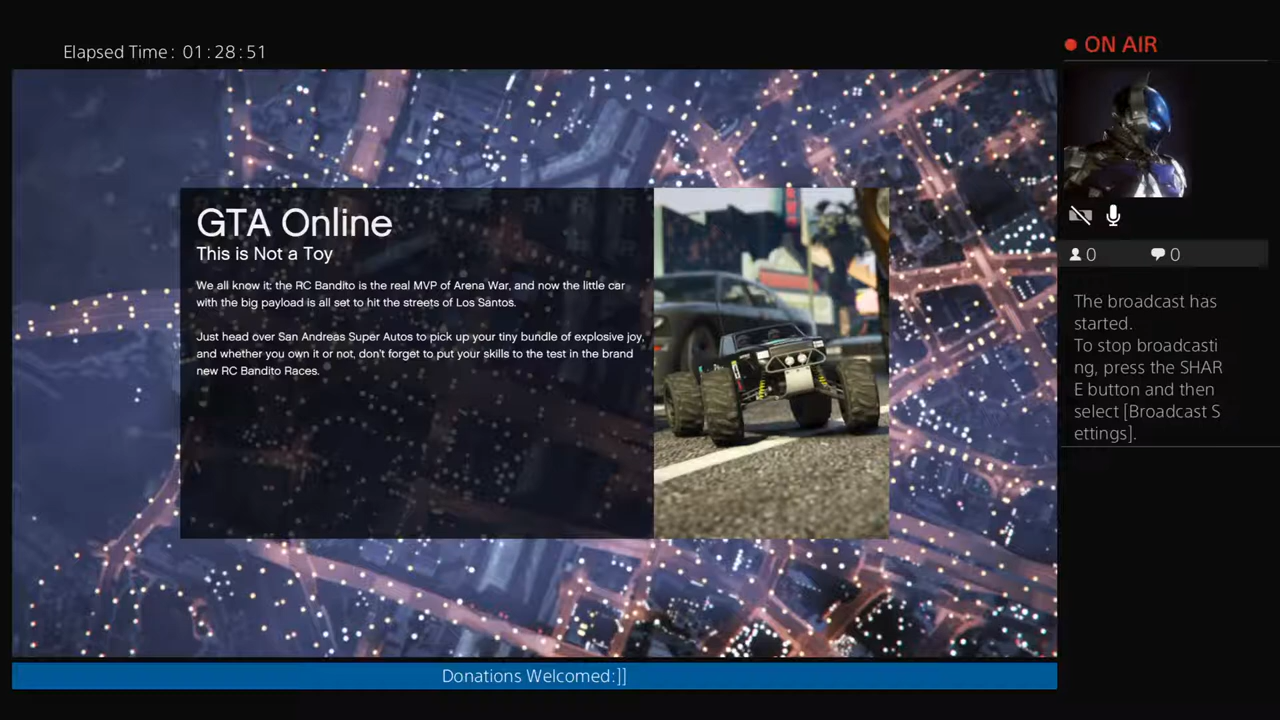 Elapsed Time: 01:28:51
ON AIR
GTA Online
This is Not a Toy
We all know it: the RC Bandito is the real MVP of Arena War, and now the little car
with the big payload is all set to hit the streets of Los Santos.
Just head over San Andreas Super Autos to pick up your tiny bundle of explosive joy,
and whether you own it or not, don't forget to put your skills to the test in the brand
new RC Bandito Races.
0 0
The broadcast has
started.
To stop broadcasti
ng, press the SHAR
E button and then
select [Broadcast S
ettings].
Donations Welcomed:]]